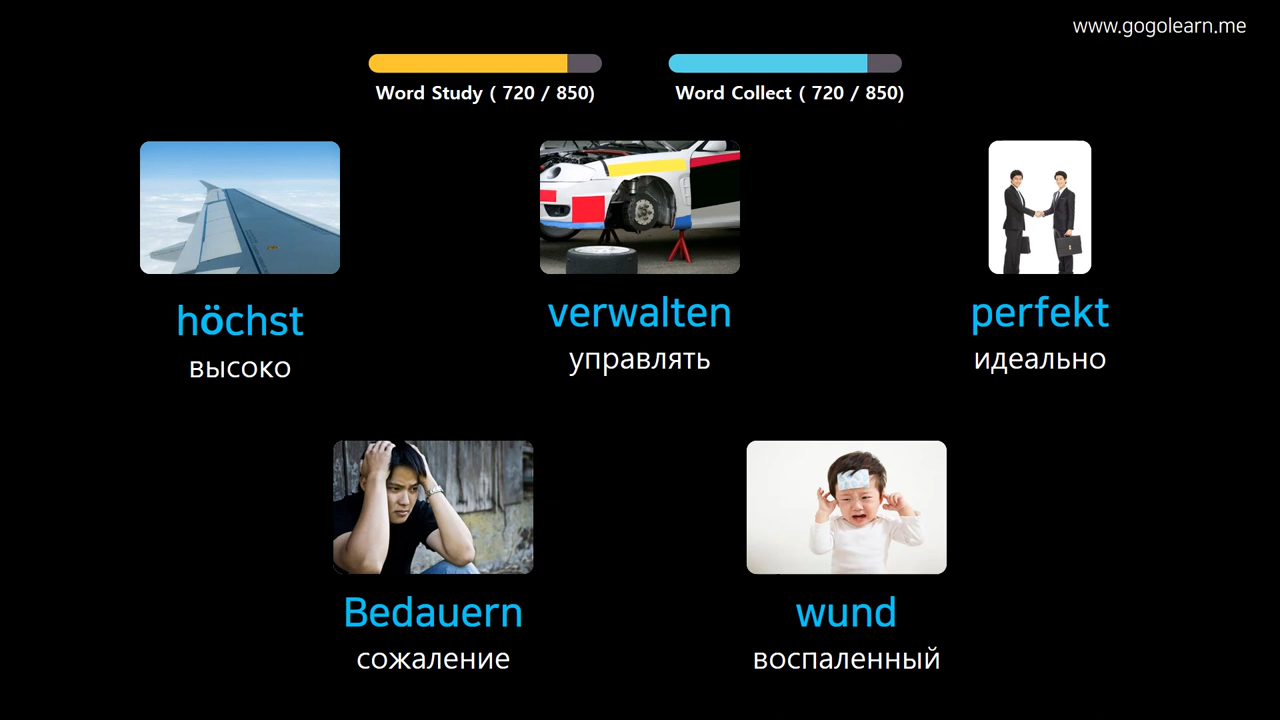 www.gogolearn.me
Word Study ( 720 / 850)
Word Collect ( 720 / 850)
höchst
высоко
verwalten
управлять
perfekt
идеально
Bedauern
сожаление
wund
воспаленный